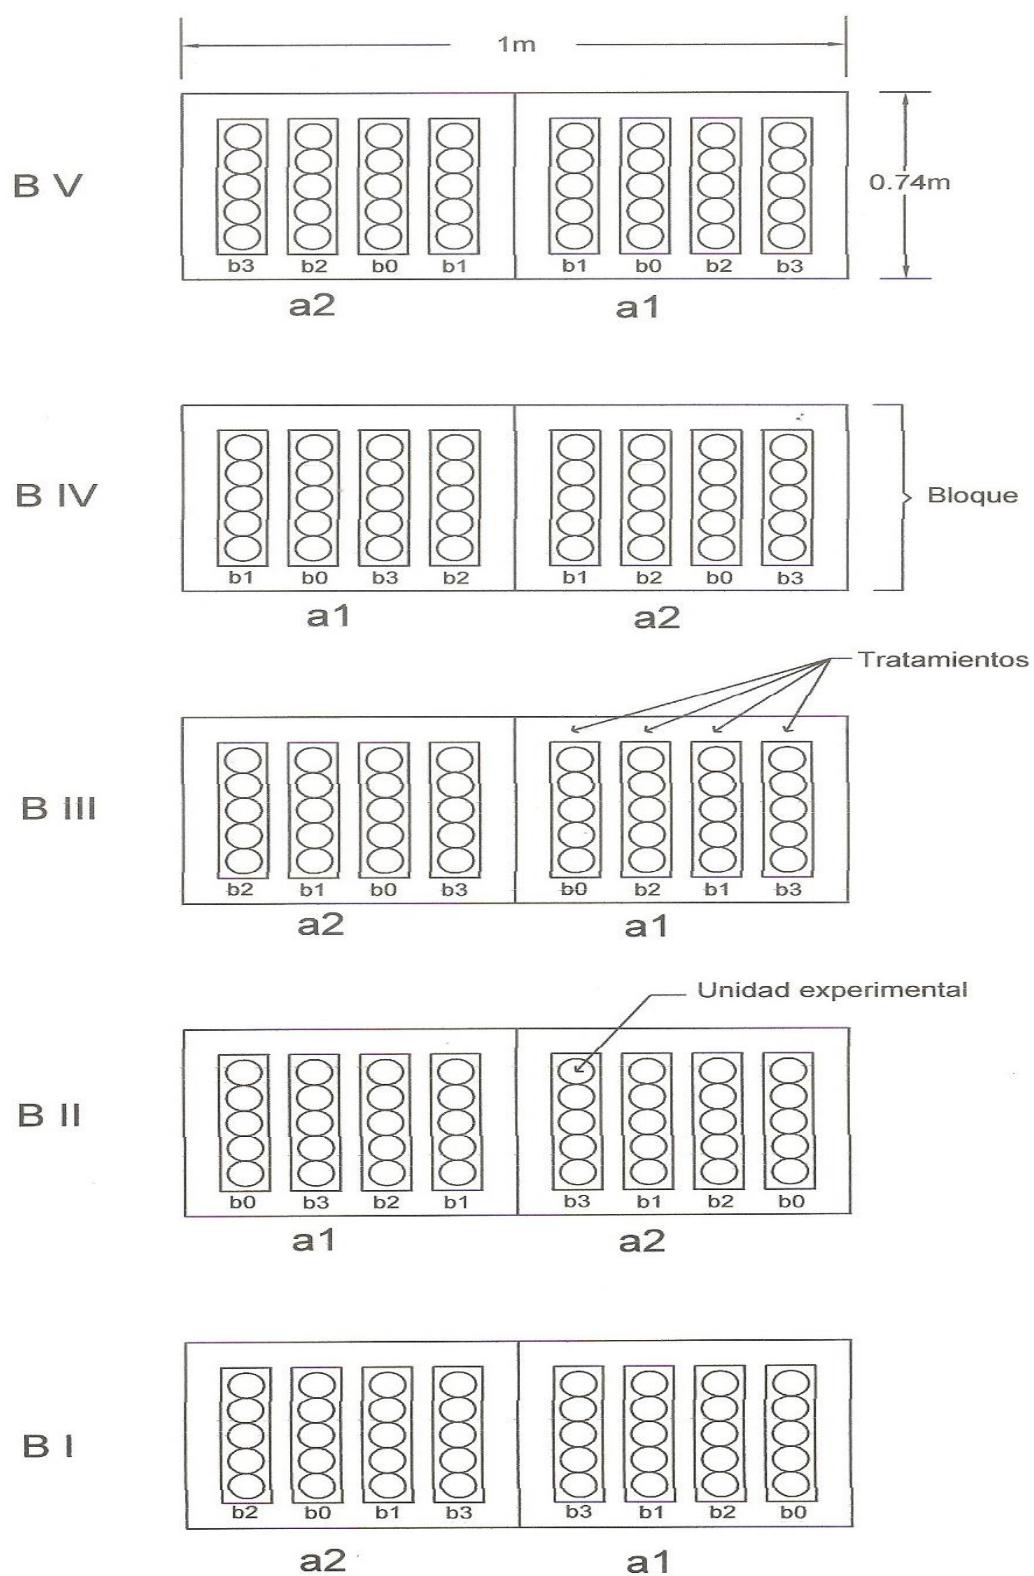 1m
B V
0.74m
b3 b2 b0 b1 b1 b0 b2 b3
a2 a1
B IV
Bloque
b1 b0 b3 b2 b1 b2 b0 b3
a1 a2
Tratamientos
B III
b2 b1 b0 b3 b0 b2 b1 b3
a2 a1
Unidad experimental
B II
b0 b3 b2 b1 b3 b1 b2 b0
a1 a2
B I
b2 b0 b1 b3 b3 b1 b2 b0
a2 a1